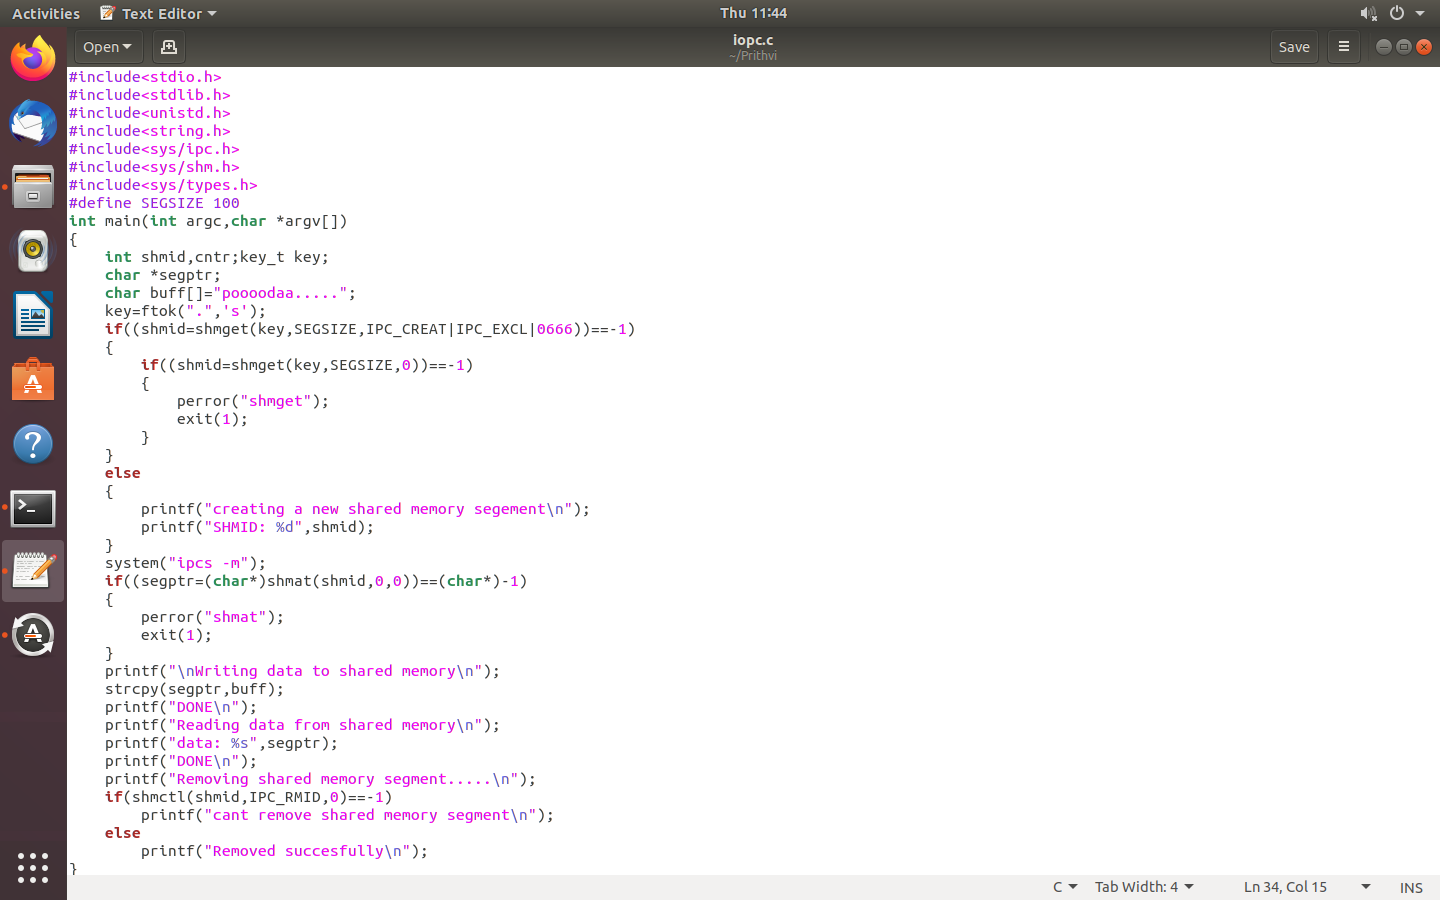 Activities Text Editor Thu 11:44
Open iopc.c Save
~/Prithvi
#include<stdio.h>
#include<stdlib.h>
#include<unistd.h>
#include<string.h>
#include<sys/ipc.h>
#include<sys/shm.h>
#include<sys/types.h>
#define SEGSIZE 100
int main(int argc,char *argv[])
{
    int shmid,cntr;key_t key;
    char *segptr;
    char buff[]="poooodaa.....";
    key=ftok(".",'s');
    if((shmid=shmget(key,SEGSIZE,IPC_CREAT|IPC_EXCL|0666))==-1)
    {
        if((shmid=shmget(key,SEGSIZE,0))==-1)
        {
            perror("shmget");
            exit(1);
        }
    }
    else
    {
        printf("creating a new shared memory segement\n");
        printf("SHMID: %d",shmid);
    }
    system("ipcs -m");
    if((segptr=(char*)shmat(shmid,0,0))==(char*)-1)
    {
        perror("shmat");
        exit(1);
    }
    printf("\nWriting data to shared memory\n");
    strcpy(segptr,buff);
    printf("DONE\n");
    printf("Reading data from shared memory\n");
    printf("data: %s",segptr);
    printf("DONE\n");
    printf("Removing shared memory segment.....\n");
    if(shmctl(shmid,IPC_RMID,0)==-1)
        printf("cant remove shared memory segment\n");
    else
        printf("Removed succesfully\n");
}
C Tab Width: 4 Ln 34, Col 15 INS